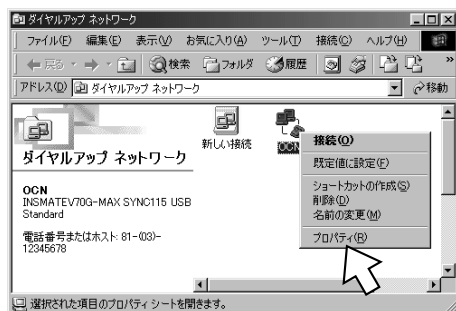 ダイヤルアップ ネットワーク
ファイル(F) 編集(E) 表示(V) お気に入り(A) ツール(T) 接続(C) ヘルプ(H)
戻る 検索 フォルダ 履歴 »
アドレス(D) ダイヤルアップ ネットワーク 移動
ダイヤルアップ ネットワーク
OCN
INSMATEV70G-MAX SYNC115 USB
Standard
電話番号またはホスト: 81-(03)-
12345678
新しい接続
OCN
接続(O)
既定値に設定(F)
ショートカットの作成(S)
削除(D)
名前の変更(M)
プロパティ(R)
選択された項目のプロパティ シートを開きます。